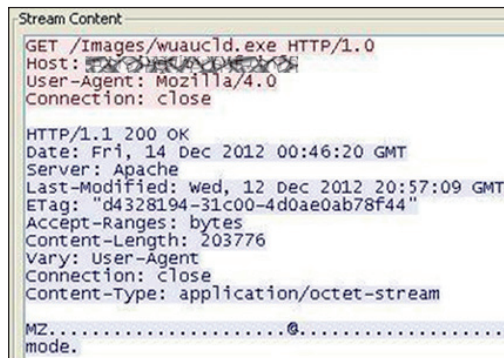 Stream Content
GET /Images/wuaucld.exe HTTP/1.0
Host:
User-Agent: Mozilla/4.0
Connection: close
HTTP/1.1 200 OK
Date: Fri, 14 Dec 2012 00:46:20 GMT
Server: Apache
Last-Modified: Wed, 12 Dec 2012 20:57:09 GMT
ETag: "d4328194-31c00-4d0ae0ab78f44"
Accept-Ranges: bytes
Content-Length: 203776
Vary: User-Agent
Connection: close
Content-Type: application/octet-stream
MZ......................@....................
mode.